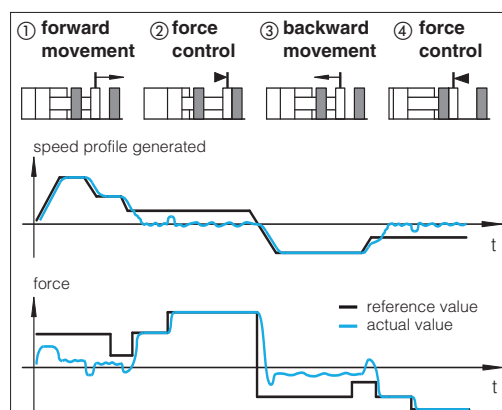 ① forward movement
② force control
③ backward movement
④ force control
speed profile generated
t
force
reference value
actual value
t